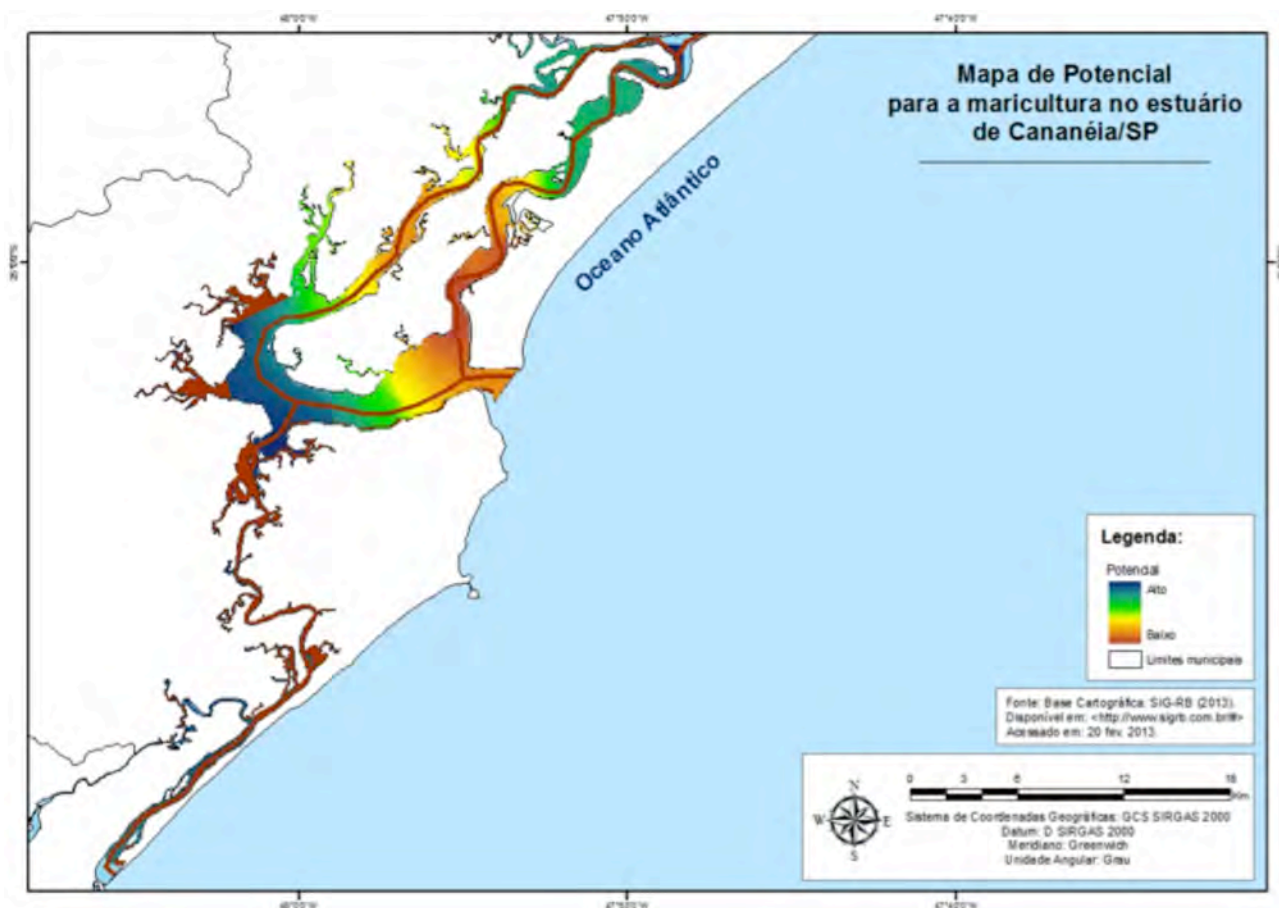 Mapa de Potencial
para a maricultura no estuário
de Cananéia/SP
Oceano Atlântico
Legenda:
Potencial
Alto
Baixo
Limites municipais
Fonte: Base Cartográfica. SIG-RB (2013).
Disponível em: <http://www.sigrb.com.br/#>
Acessado em: 20 fev. 2013.
N
W E
S
0 3 6 12 18
Km
Sistema de Coordenadas Geográficas: GCS SIRGAS 2000
Datum: D SIRGAS 2000
Meridiano: Greenwich
Unidade Angular: Grau